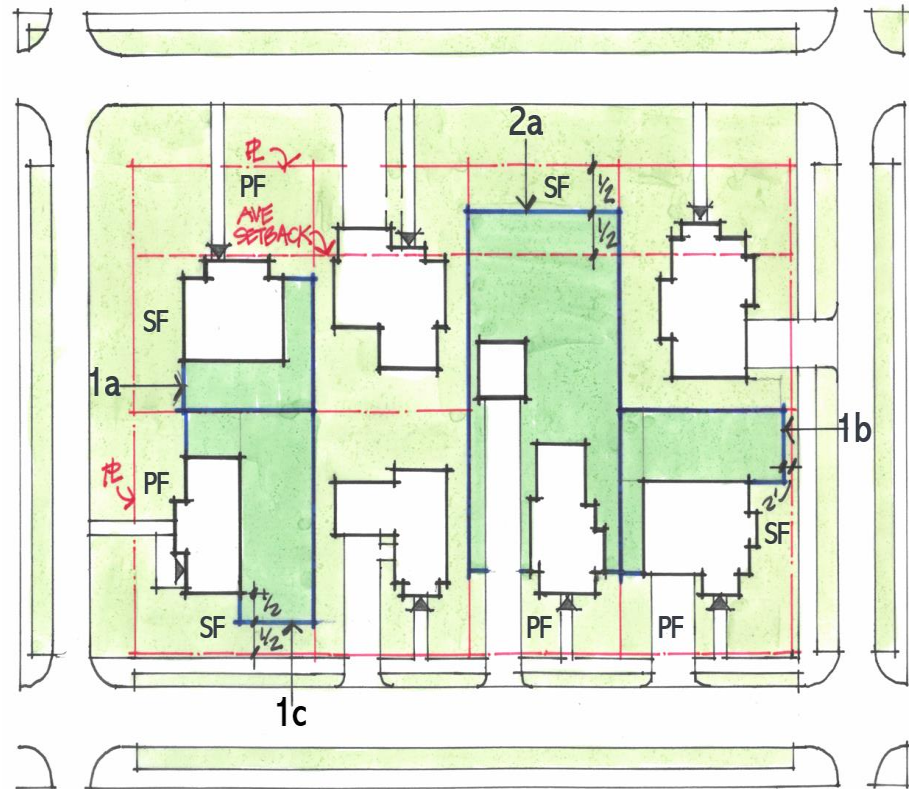 2a
PL
PF
SF
1/2
AVE
SETBACK
1/2
SF
1a
1b
PL
PF
2'
SF
1/2
SF
1/2
PF
PF
1c